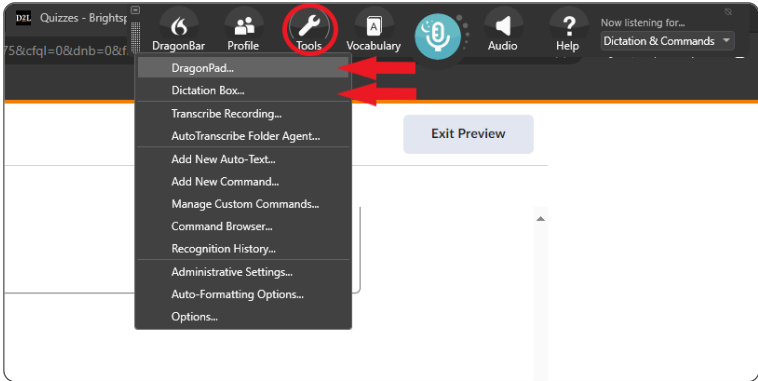 D2L Quizzes - Brightsp
75&cfql=0&dnb=0&f
DragonBar
Profile
Tools
A
Vocabulary
Audio
?
Help
Now listening for...
Dictation & Commands
DragonPad...
Dictation Box...
Transcribe Recording...
AutoTranscribe Folder Agent...
Add New Auto-Text...
Add New Command...
Manage Custom Commands...
Command Browser...
Recognition History...
Administrative Settings...
Auto-Formatting Options...
Options...
Exit Preview